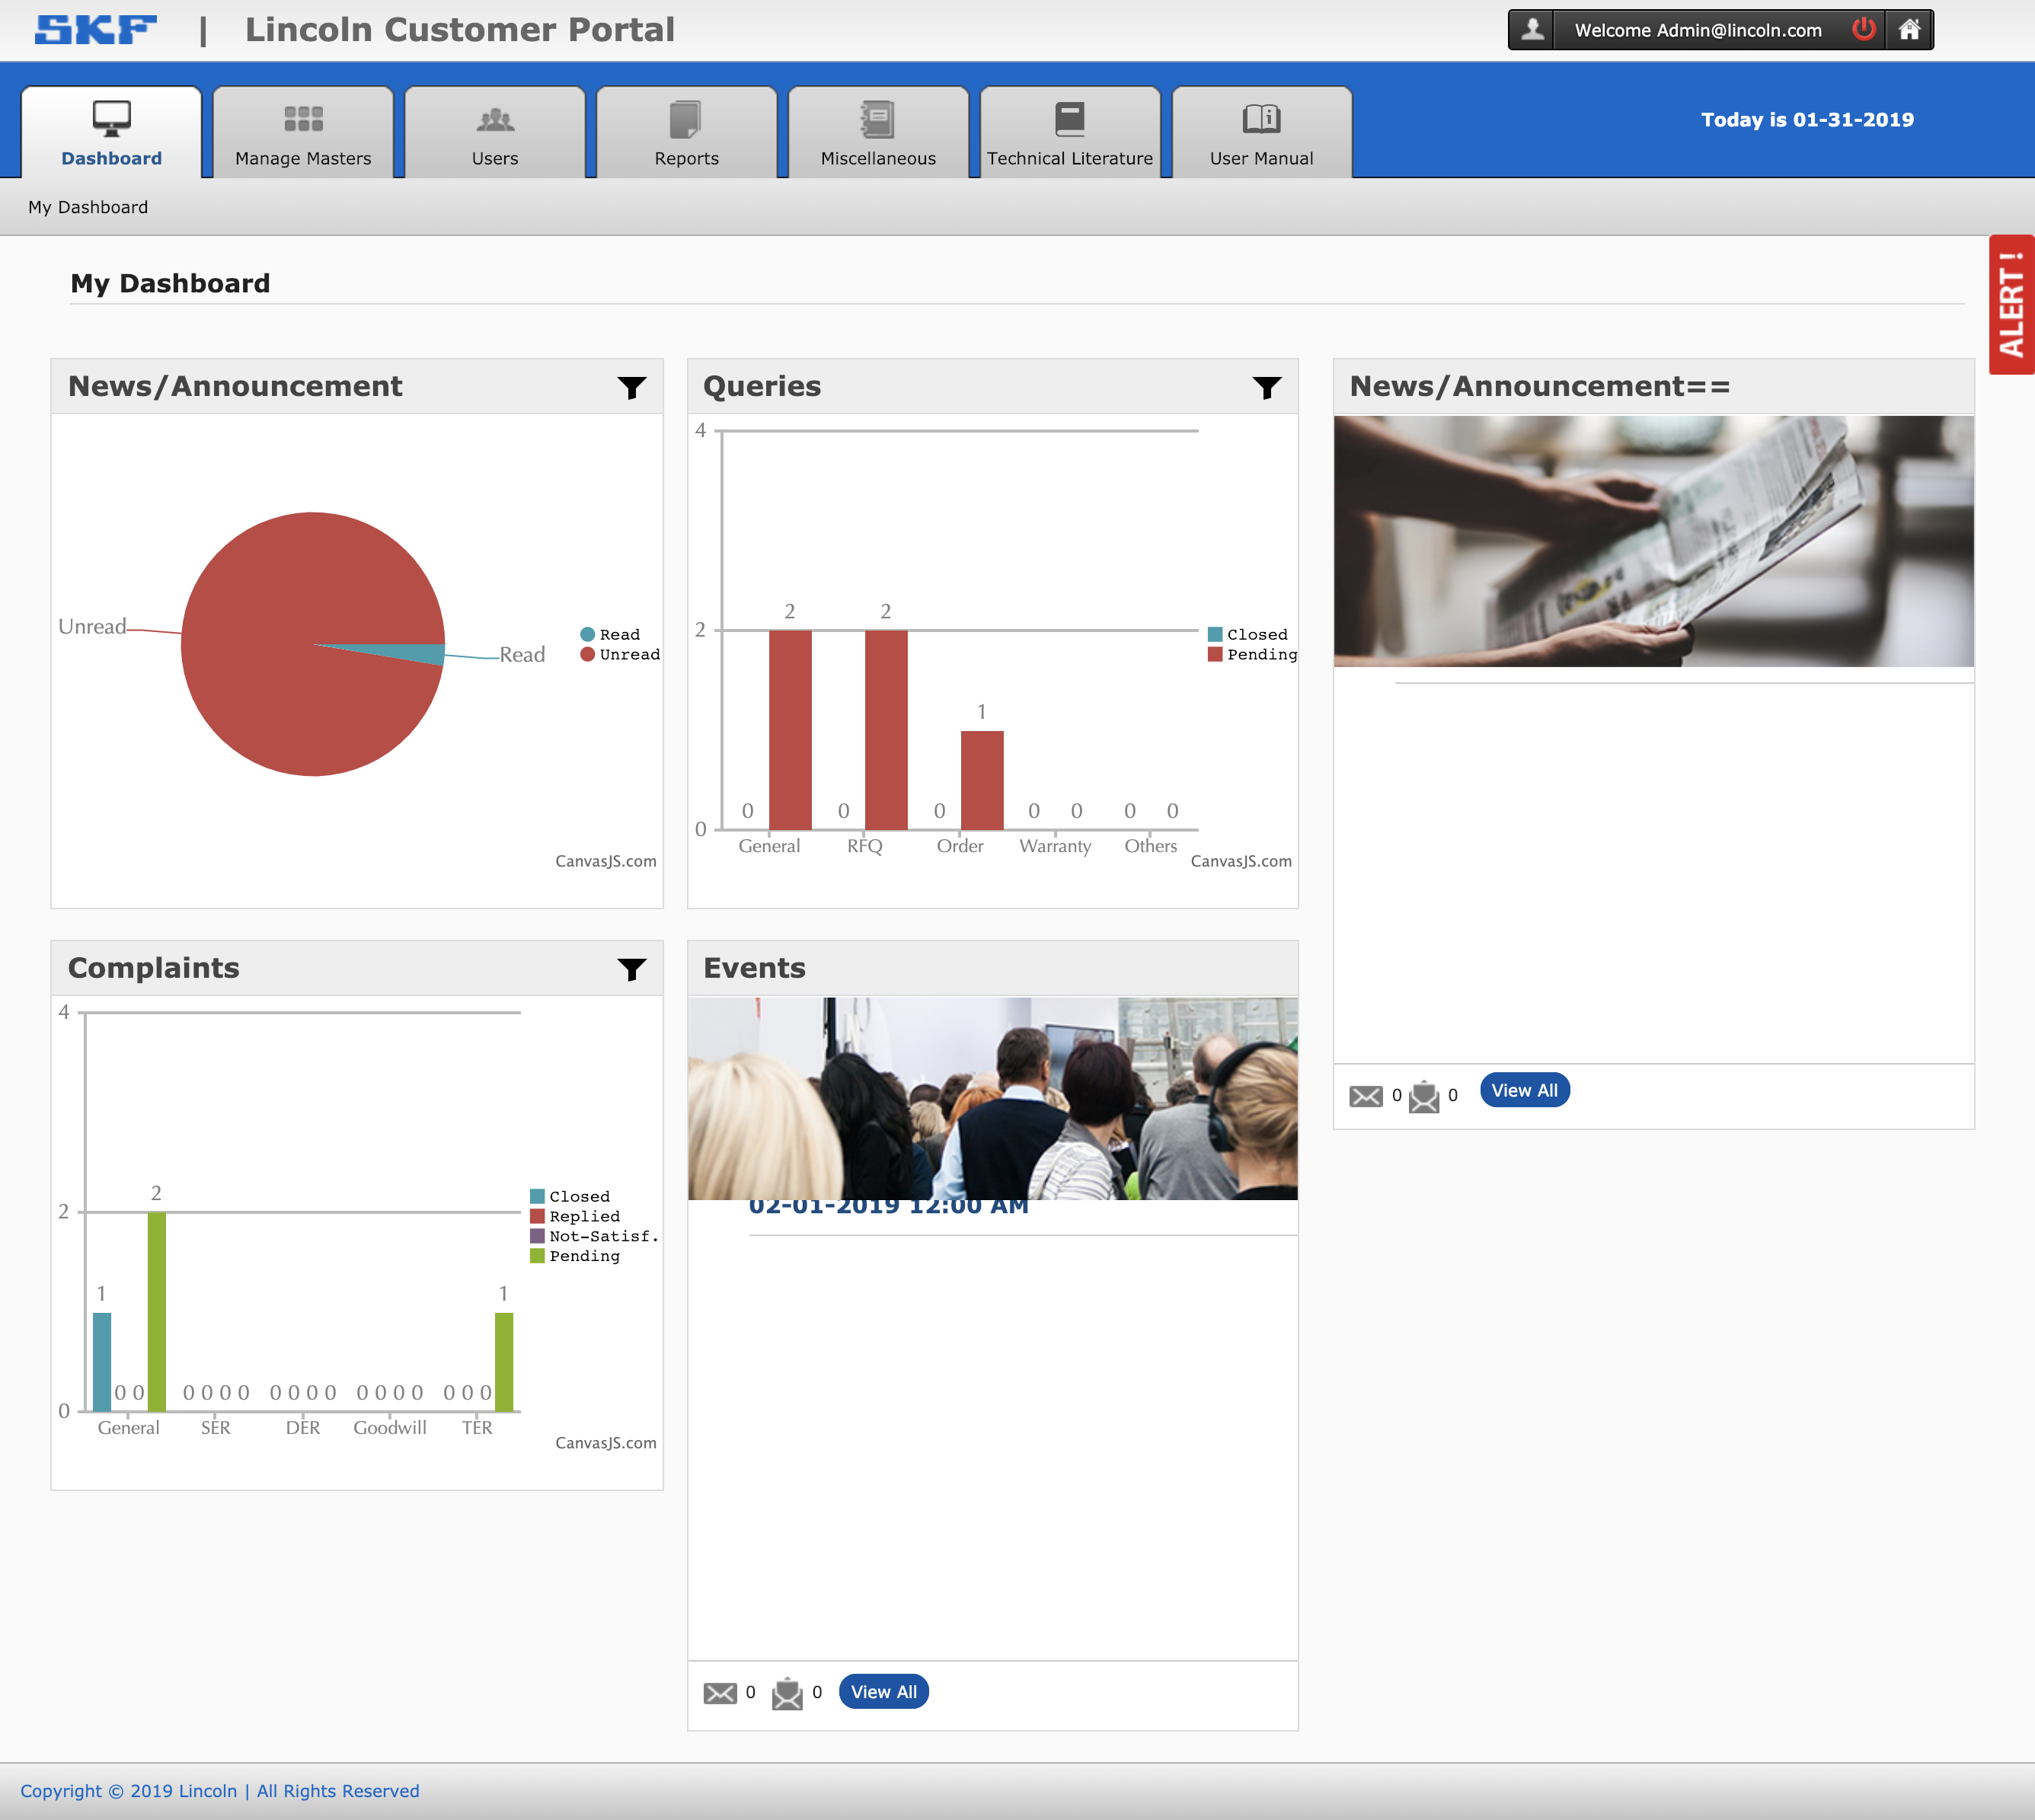 SKF | Lincoln Customer Portal
Welcome Admin@lincoln.com
Dashboard
Manage Masters
Users
Reports
Miscellaneous
Technical Literature
User Manual
Today is 01-31-2019
My Dashboard
ALERT !
My Dashboard
News/Announcement
Unread
Read
Read
Unread
CanvasJS.com
Queries
4
2
0
2
2
1
0 0 0 0 0 0 0
General RFQ Order Warranty Others
Closed
Pending
CanvasJS.com
News/Announcement==
0 0 View All
Complaints
4
2
0
2
1
1
0 0 0 0 0 0 0 0 0 0 0 0 0 0 0 0 0
General SER DER Goodwill TER
Closed
Replied
Not-Satisf.
Pending
CanvasJS.com
Events
02-01-2019 12:00 AM
0 0 View All
Copyright © 2019 Lincoln | All Rights Reserved